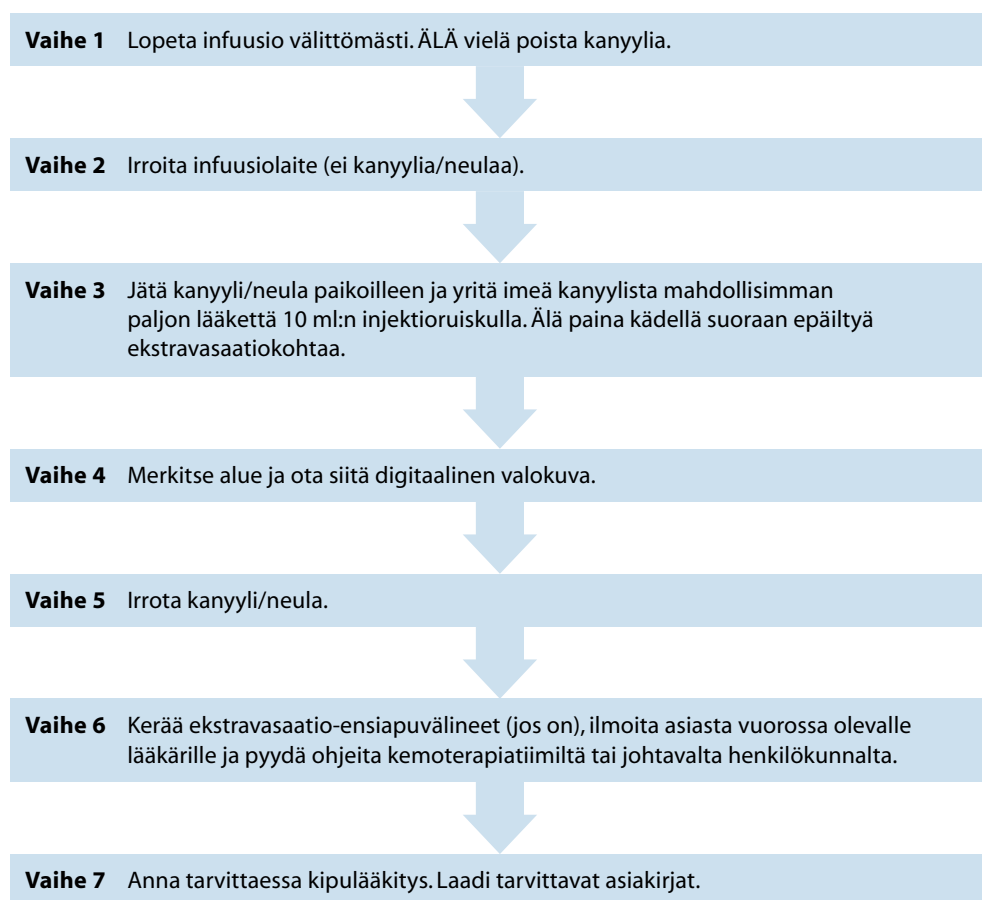 Vaihe 1 Lopeta infuusio välittömästi. ÄLÄ vielä poista kanyylia.
Vaihe 2 Irroita infuusiolaite (ei kanyylia/neulaa).
Vaihe 3 Jätä kanyyli/neula paikoilleen ja yritä imeä kanyylista mahdollisimman
paljon lääkettä 10 ml:n injektioruiskulla. Älä paina kädellä suoraan epäiltyä
ekstravasaatiokohtaa.
Vaihe 4 Merkitse alue ja ota siitä digitaalinen valokuva.
Vaihe 5 Irrota kanyyli/neula.
Vaihe 6 Kerää ekstravasaatio-ensiapuvälineet (jos on), ilmoita asiasta vuorossa olevalle
lääkärille ja pyydä ohjeita kemoterapiatiimiltä tai johtavalta henkilökunnalta.
Vaihe 7 Anna tarvittaessa kipulääkitys. Laadi tarvittavat asiakirjat.